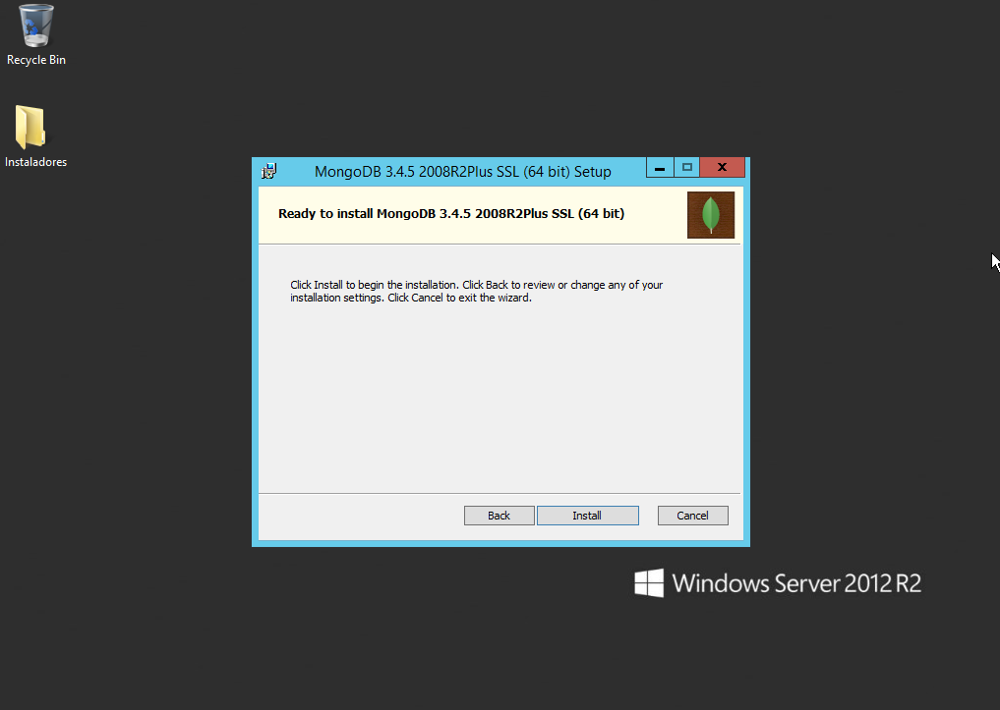 Recycle Bin
Instaladores
MongoDB 3.4.5 2008R2Plus SSL (64 bit) Setup
Ready to install MongoDB 3.4.5 2008R2Plus SSL (64 bit)
Click Install to begin the installation. Click Back to review or change any of your
installation settings. Click Cancel to exit the wizard.
Back Install Cancel
Windows Server 2012 R2